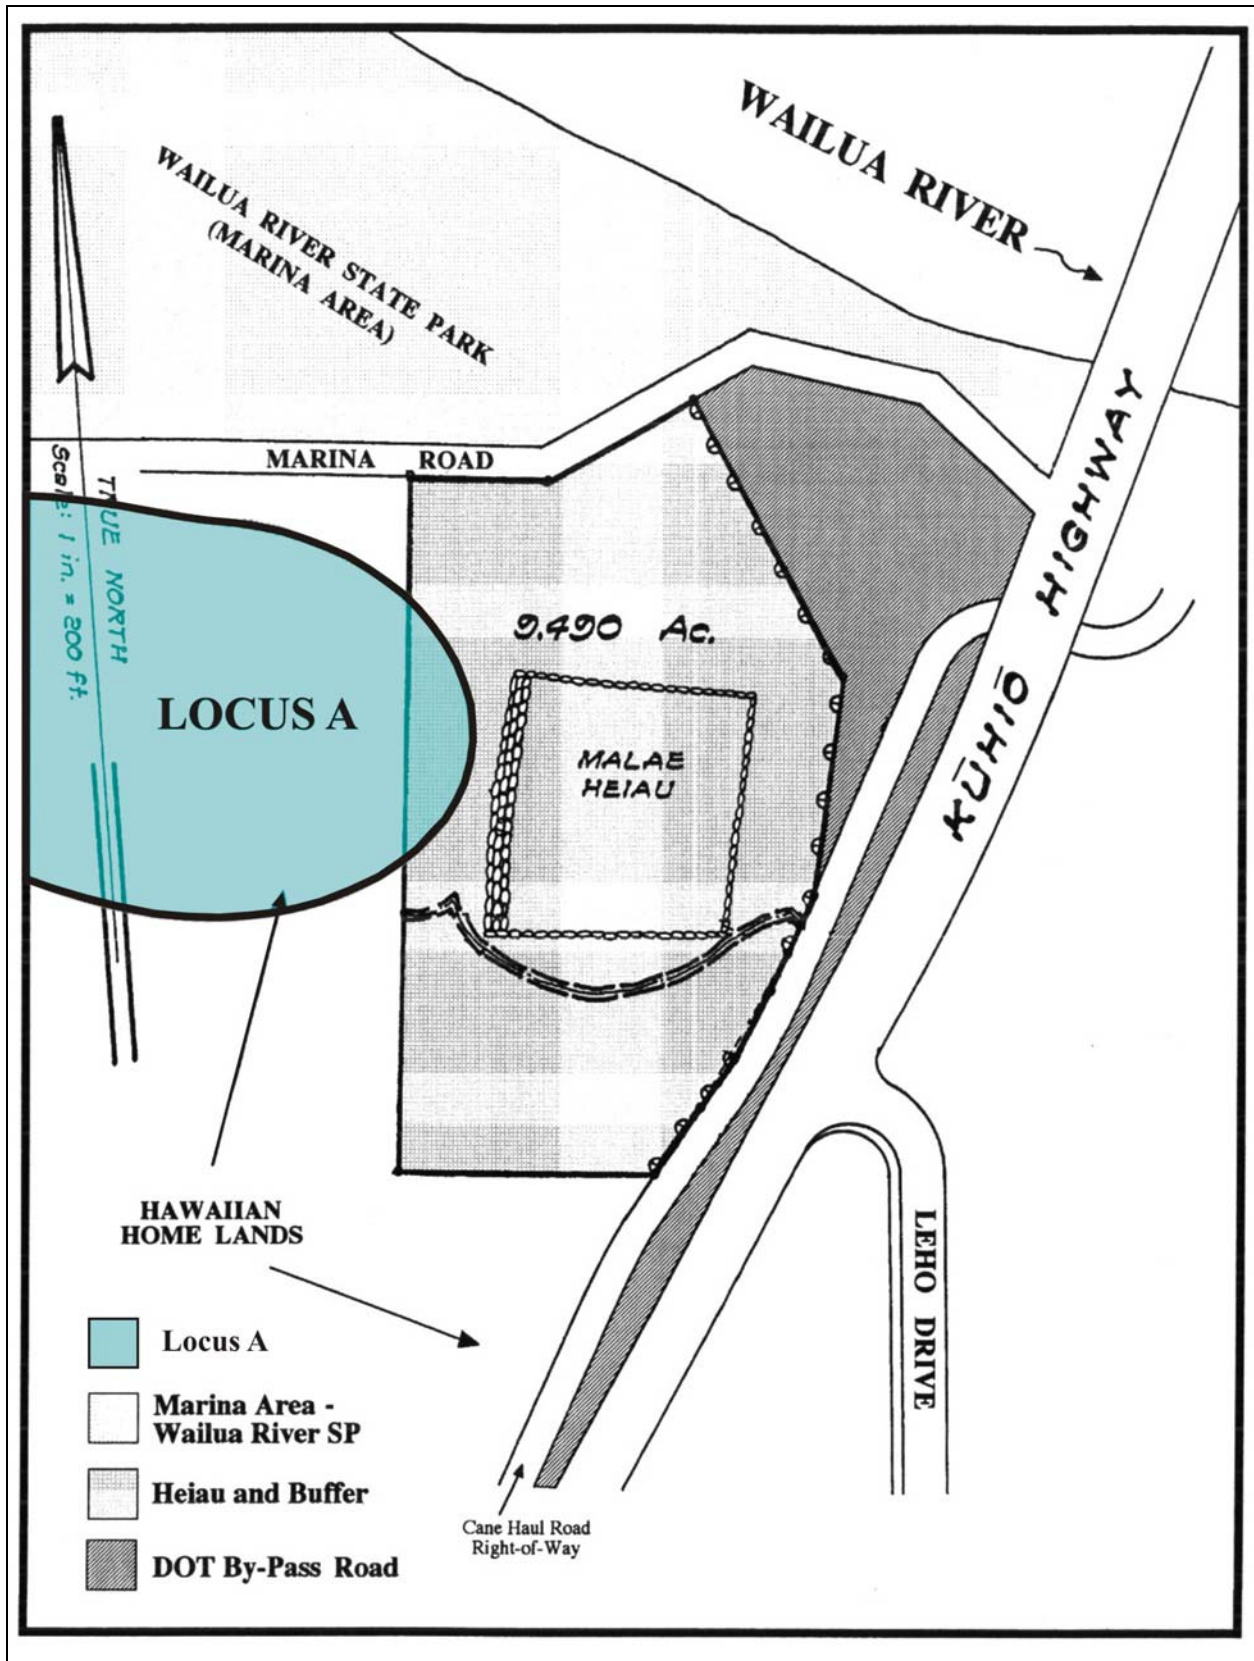 WAILUA RIVER
WAILUA RIVER STATE PARK
(MARINA AREA)
MARINA ROAD
TRUE NORTH
Scale: 1 in. = 200 ft.
KŪHIŌ HIGHWAY
9.490 Ac.
LOCUS A
MALAE
HEIAU
HAWAIIAN
HOME LANDS
LEHO DRIVE
Locus A
Marina Area -
Wailua River SP
Heiau and Buffer
DOT By-Pass Road
Cane Haul Road
Right-of-Way